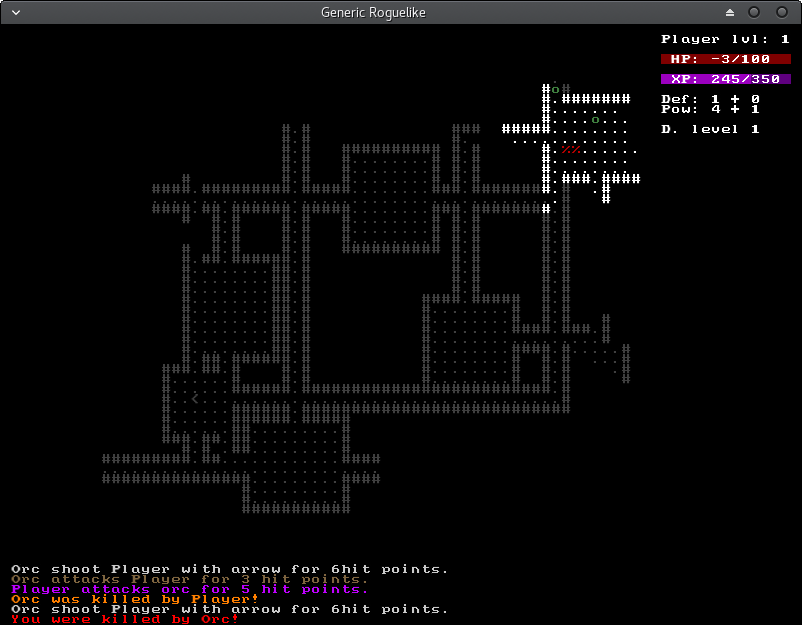 Generic Roguelike
Player lvl: 1
HP: -3/100
XP: 245/350
Def: 1 + 0
Pow: 4 + 1
D. level 1
Orc shoot Player with arrow for 6hit points.
Orc attacks Player for 3 hit points.
Player attacks orc for 5 hit points.
Orc was killed by Player!
Orc shoot Player with arrow for 6hit points.
You were killed by Orc!